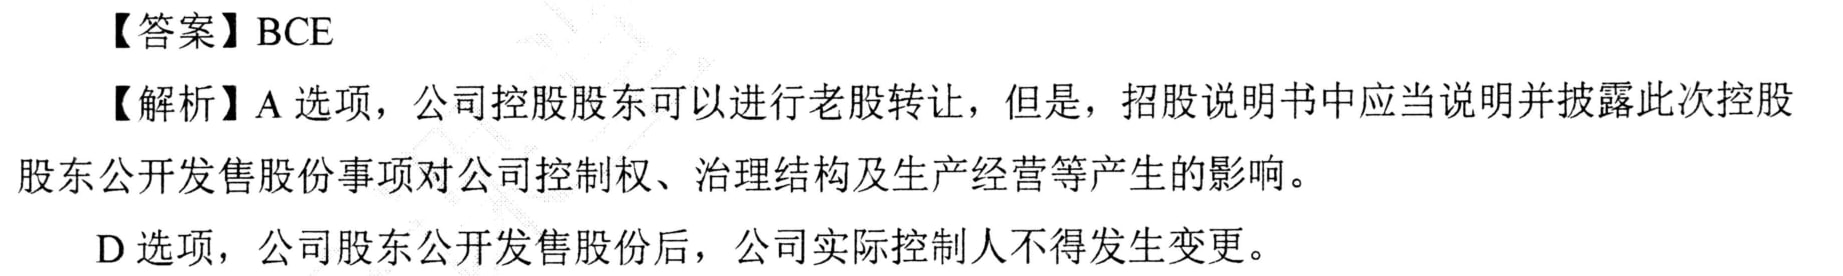 【答案】BCE
【解析】A 选项，公司控股股东可以进行老股转让，但是，招股说明书中应当说明并披露此次控股
股东公开发售股份事项对公司控制权、治理结构及生产经营等产生的影响。
D 选项，公司股东公开发售股份后，公司实际控制人不得发生变更。